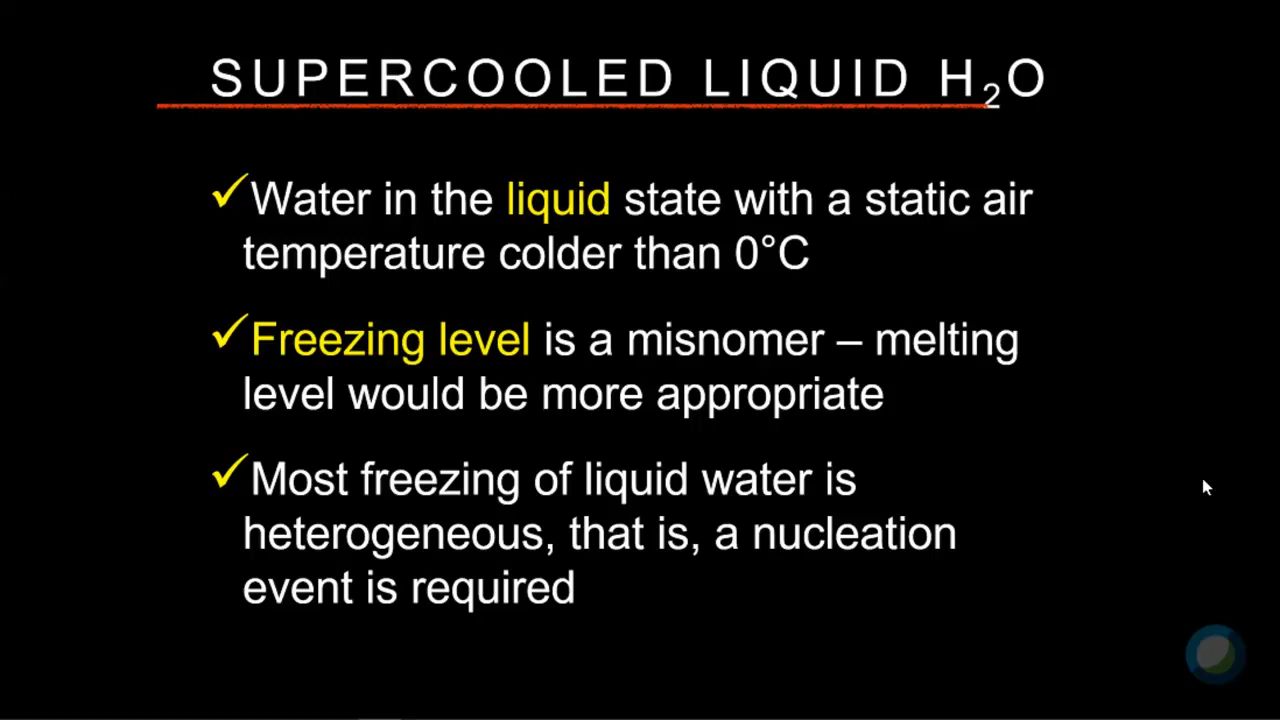 SUPERCOOLED LIQUID H₂O
✓Water in the liquid state with a static air
temperature colder than 0°C
✓Freezing level is a misnomer – melting
level would be more appropriate
✓Most freezing of liquid water is
heterogeneous, that is, a nucleation
event is required